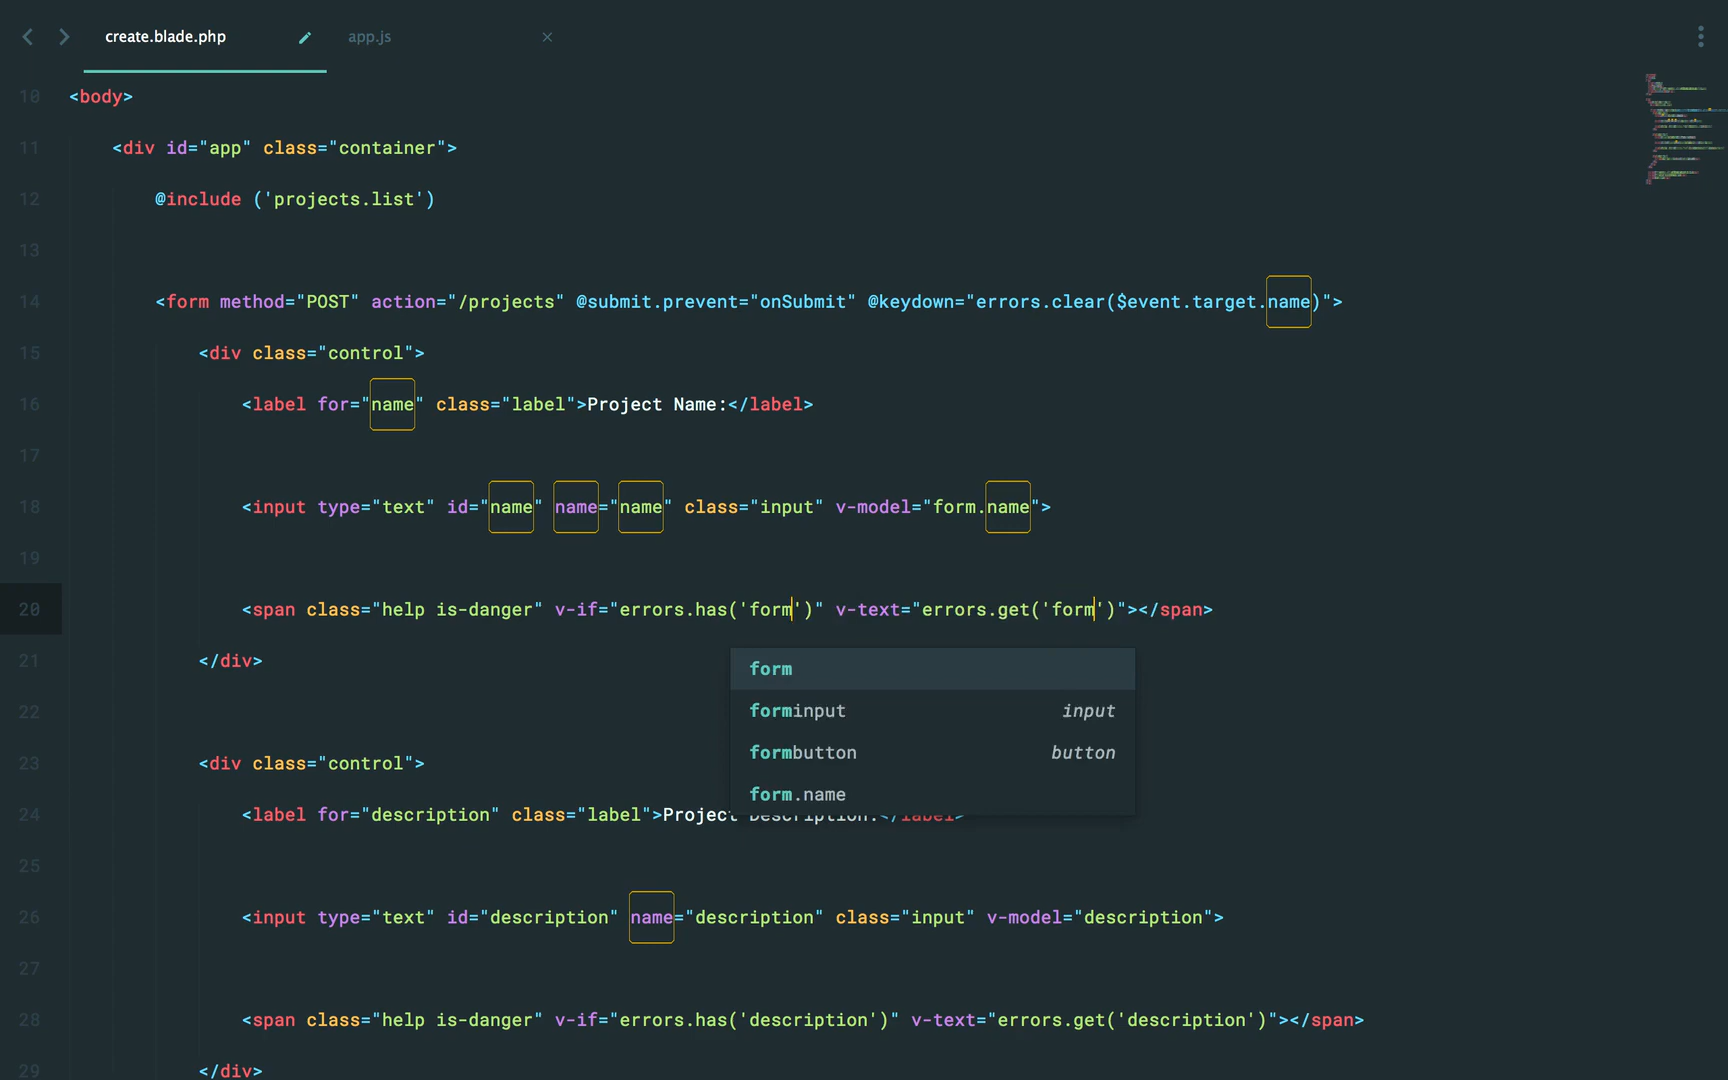 create.blade.php app.js
10 <body>
11 <div id="app" class="container">
12 @include ('projects.list')
13
14 <form method="POST" action="/projects" @submit.prevent="onSubmit" @keydown="errors.clear($event.target.name)">
15 <div class="control">
16 <label for="name" class="label">Project Name:</label>
17
18 <input type="text" id="name" name="name" class="input" v-model="form.name">
19
20 <span class="help is-danger" v-if="errors.has('form')" v-text="errors.get('form')"></span>
21 </div>
form
22
forminput input
23 <div class="control">
formbutton button
form.name
24 <label for="description" class="label">Project Description:</label>
25
26 <input type="text" id="description" name="description" class="input" v-model="description">
27
28 <span class="help is-danger" v-if="errors.has('description')" v-text="errors.get('description')"></span>
29 </div>